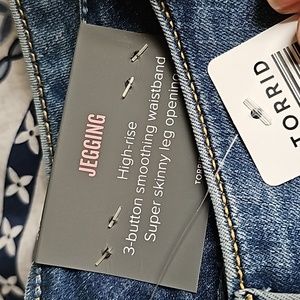 JEGGING
High-rise
3-button smoothing waistband
Super skinny leg opening
TORRID